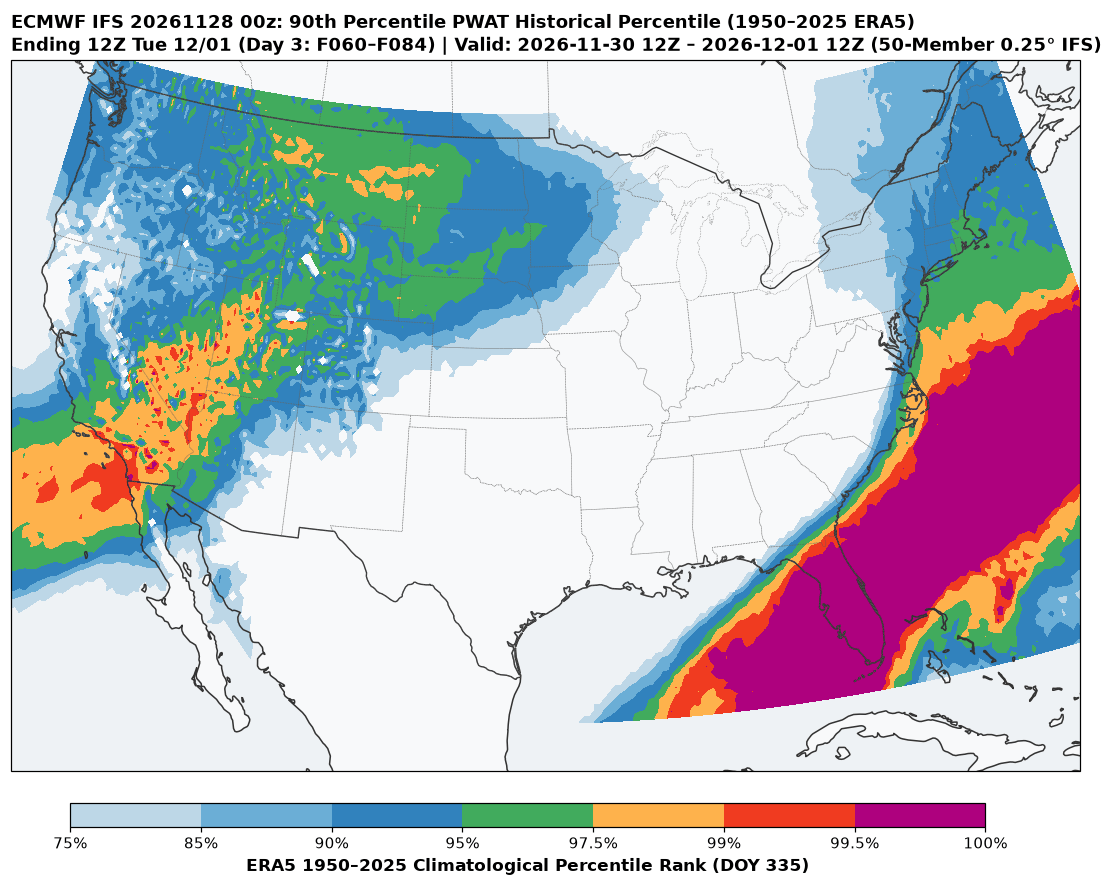 ECMWF IFS 20261128 00z: 90th Percentile PWAT Historical Percentile (1950–2025 ERA5)
Ending 12Z Tue 12/01 (Day 3: F060–F084) | Valid: 2026-11-30 12Z – 2026-12-01 12Z (50-Member 0.25° IFS)
75% 85% 90% 95% 97.5% 99% 99.5% 100%
ERA5 1950–2025 Climatological Percentile Rank (DOY 335)